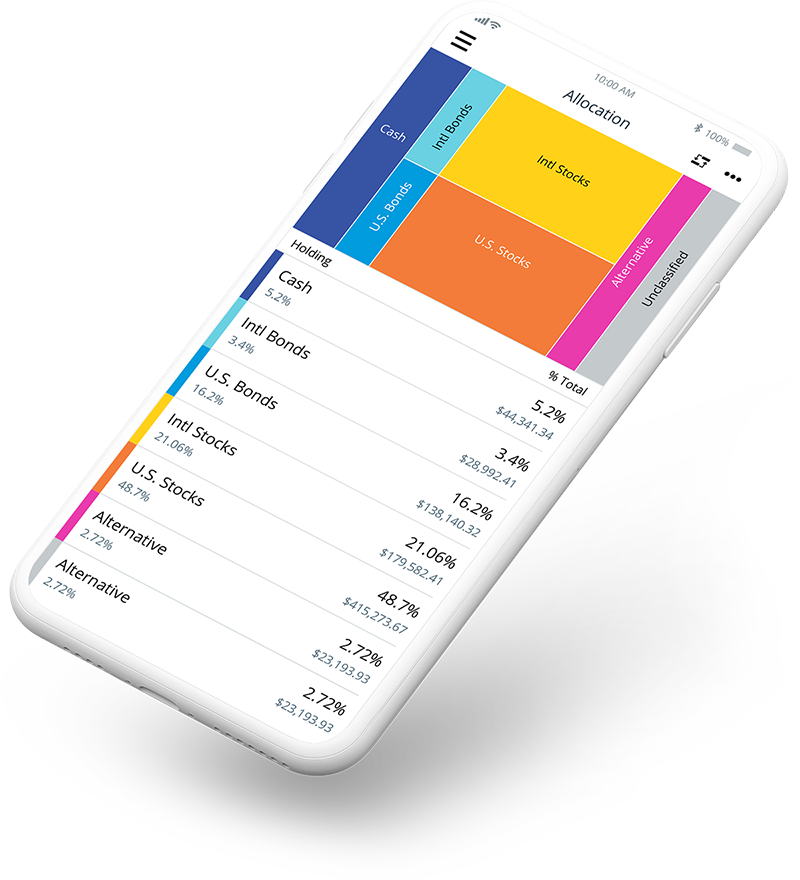 10:00 AM
100%
Allocation
Cash
Intl Bonds
U.S. Bonds
Intl Stocks
U.S. Stocks
Alternative
Unclassified
Holding
% Total
Cash
5.2%
5.2%
$44,341.34
Intl Bonds
3.4%
3.4%
$28,992.41
U.S. Bonds
16.2%
16.2%
$138,140.32
Intl Stocks
21.06%
21.06%
$179,582.41
U.S. Stocks
48.7%
48.7%
$415,273.67
Alternative
2.72%
2.72%
$23,193.93
Alternative
2.72%
2.72%
$23,193.93